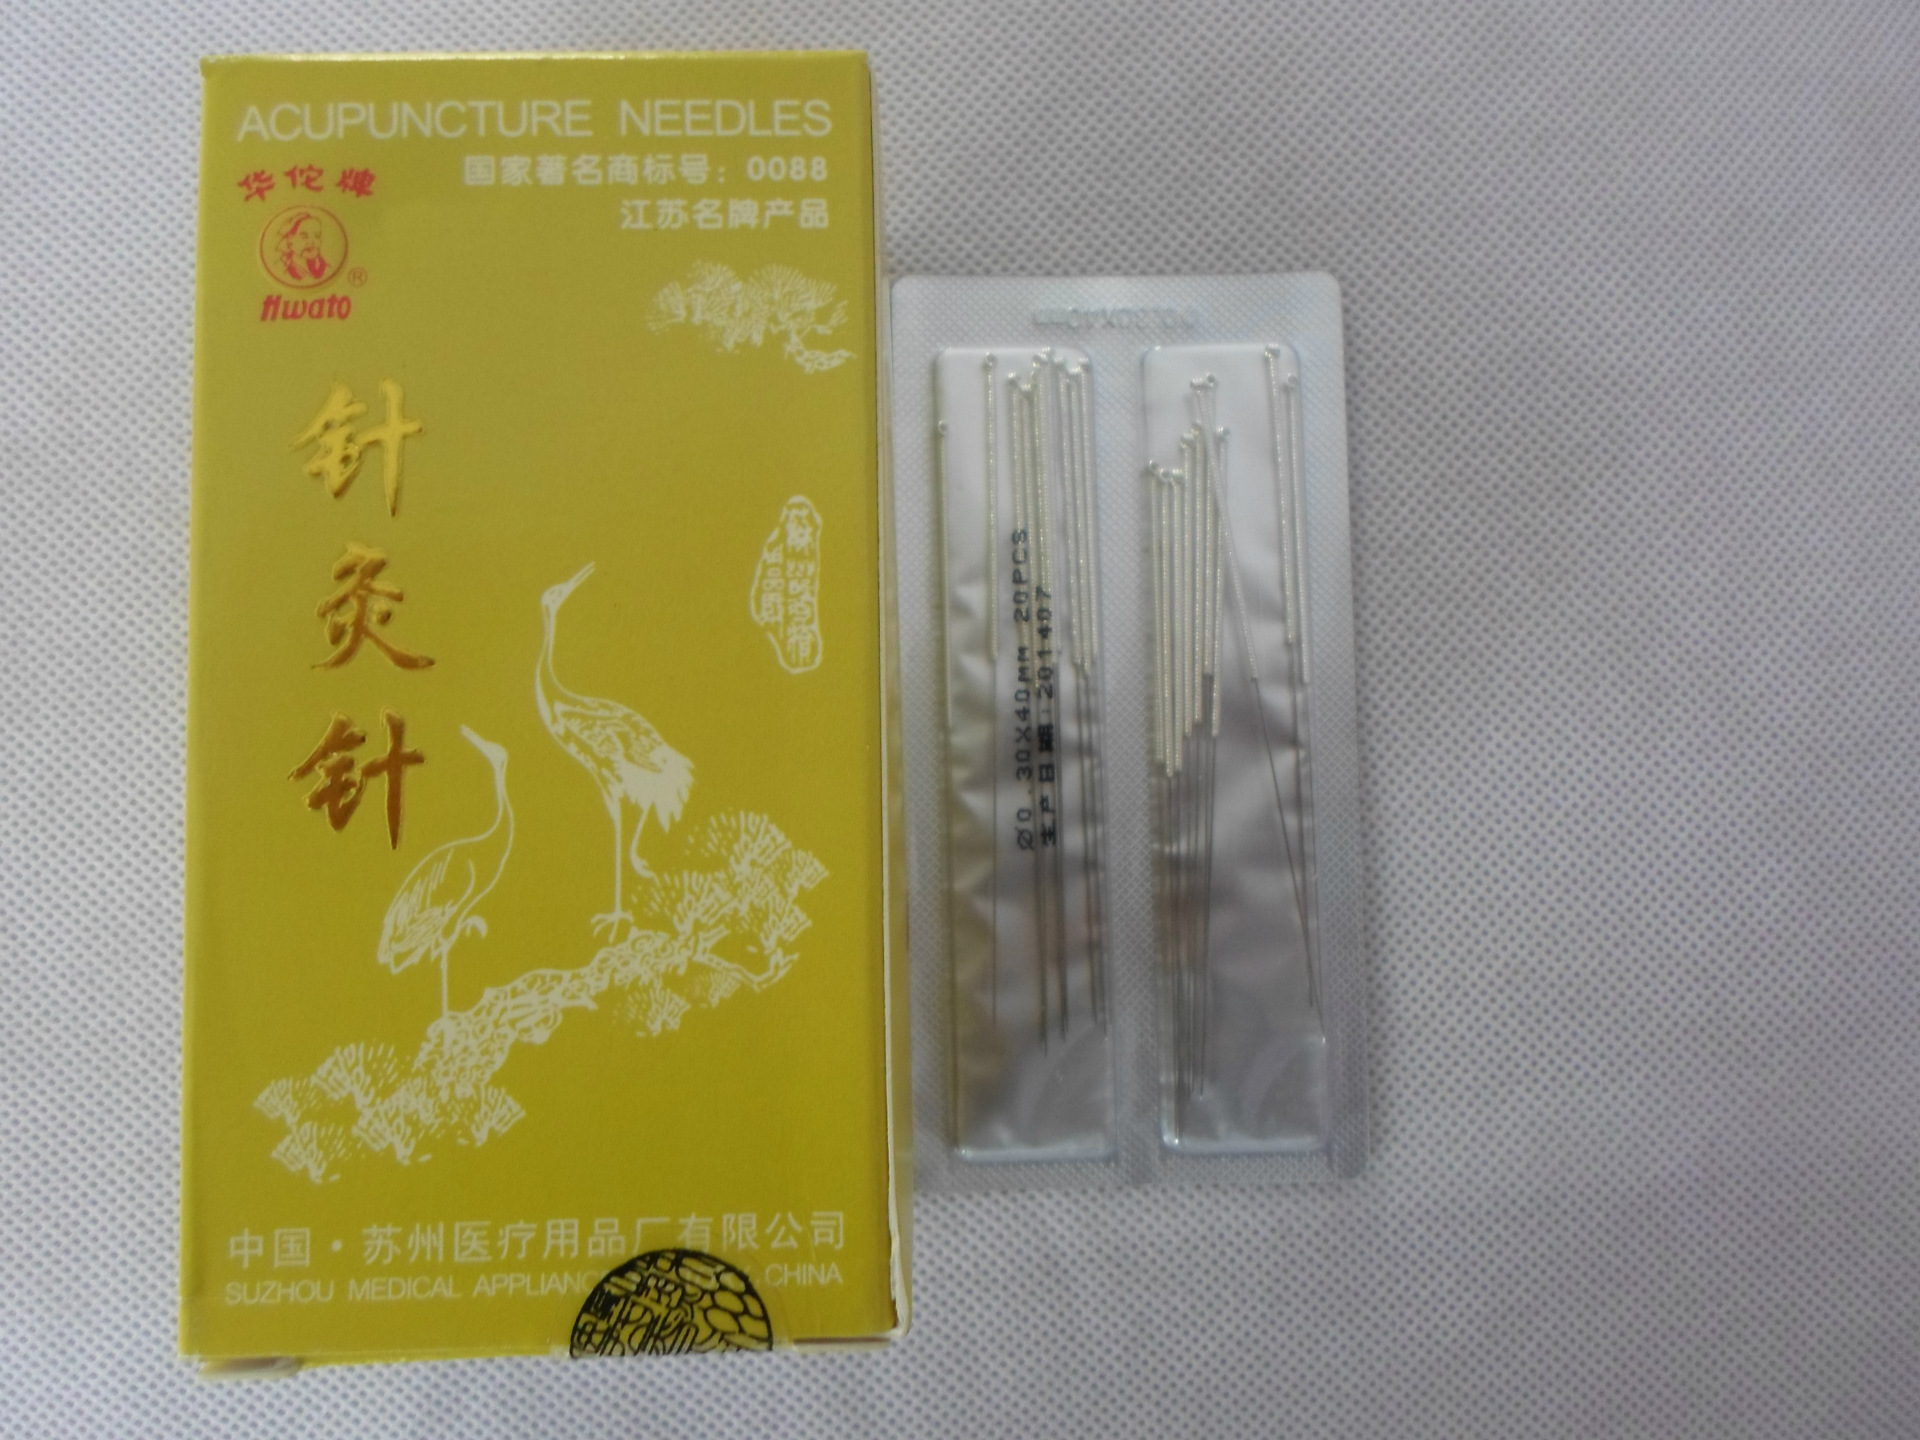 ACUPUNCTURE NEEDLES
国家著名商标号：0088
江苏名牌产品
华佗牌
Hwato®
针灸针
中国·苏州医疗用品厂有限公司
SUZHOU MEDICAL APPLIANC CHINA
Ø0.30X40MM 20PCS
生产日期:201407